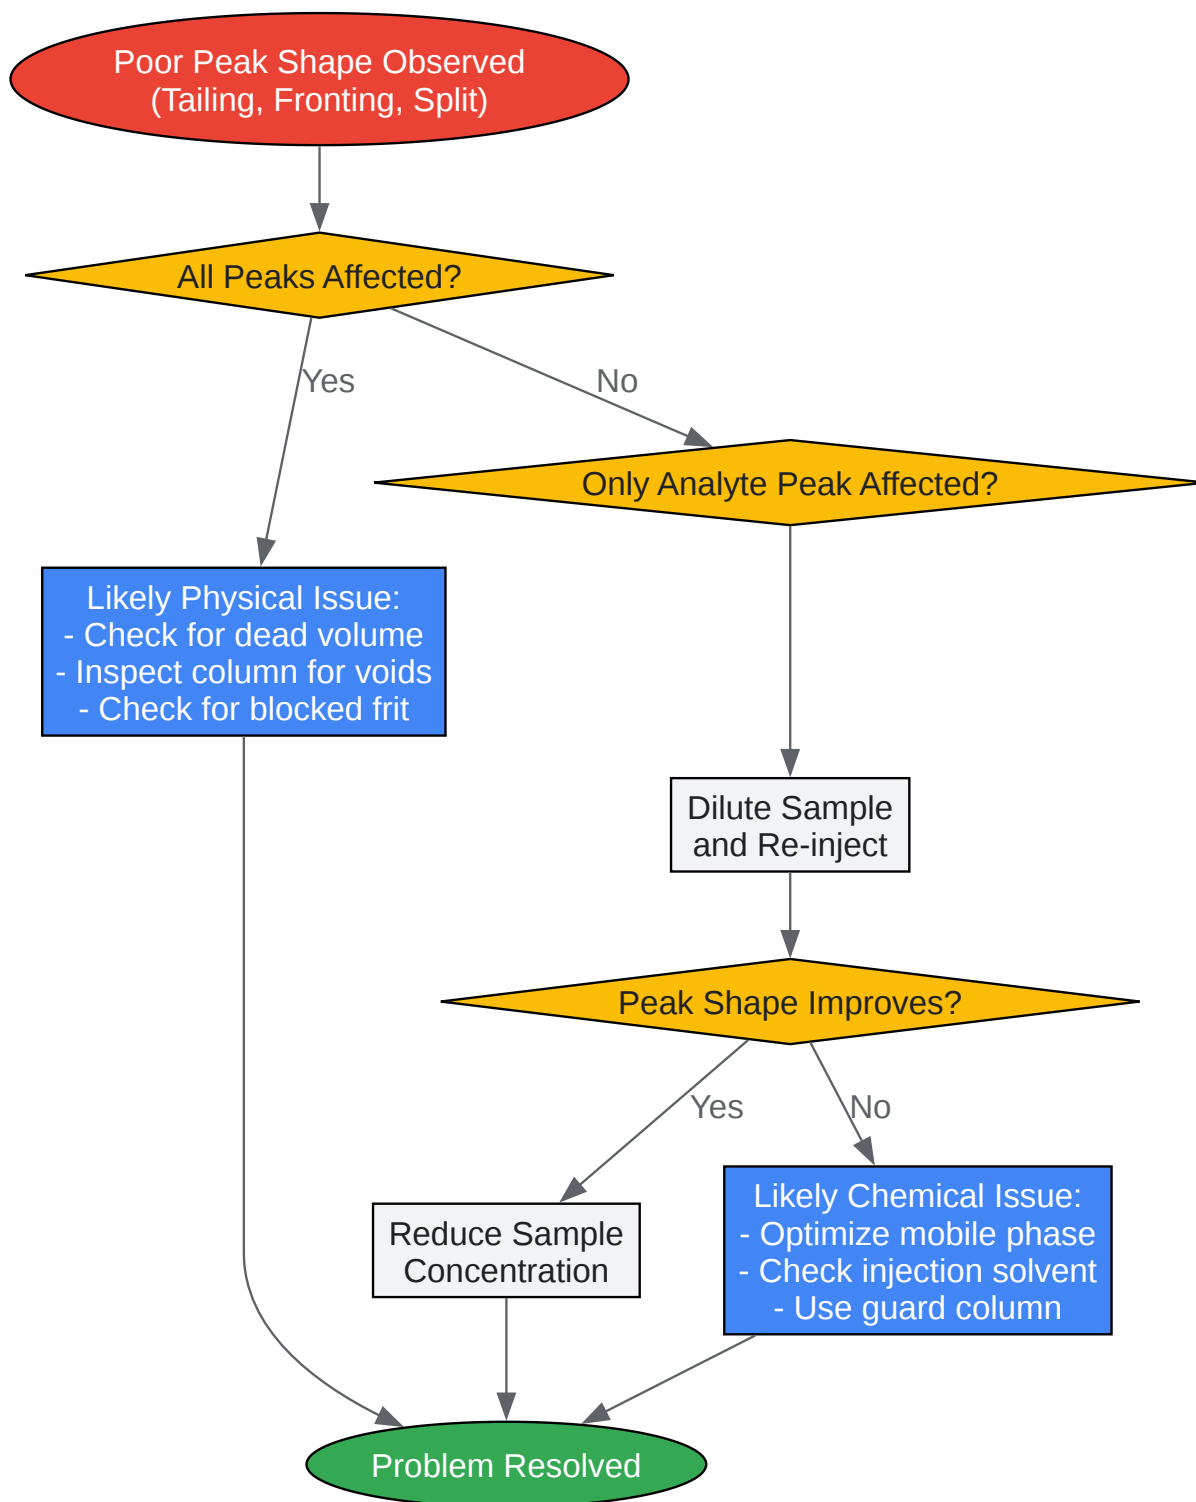 Poor Peak Shape Observed
(Tailing, Fronting, Split)
All Peaks Affected?
Yes
No
Only Analyte Peak Affected?
Likely Physical Issue:
- Check for dead volume
- Inspect column for voids
- Check for blocked frit
Dilute Sample
and Re-inject
Peak Shape Improves?
Yes
No
Reduce Sample
Concentration
Likely Chemical Issue:
- Optimize mobile phase
- Check injection solvent
- Use guard column
Problem Resolved